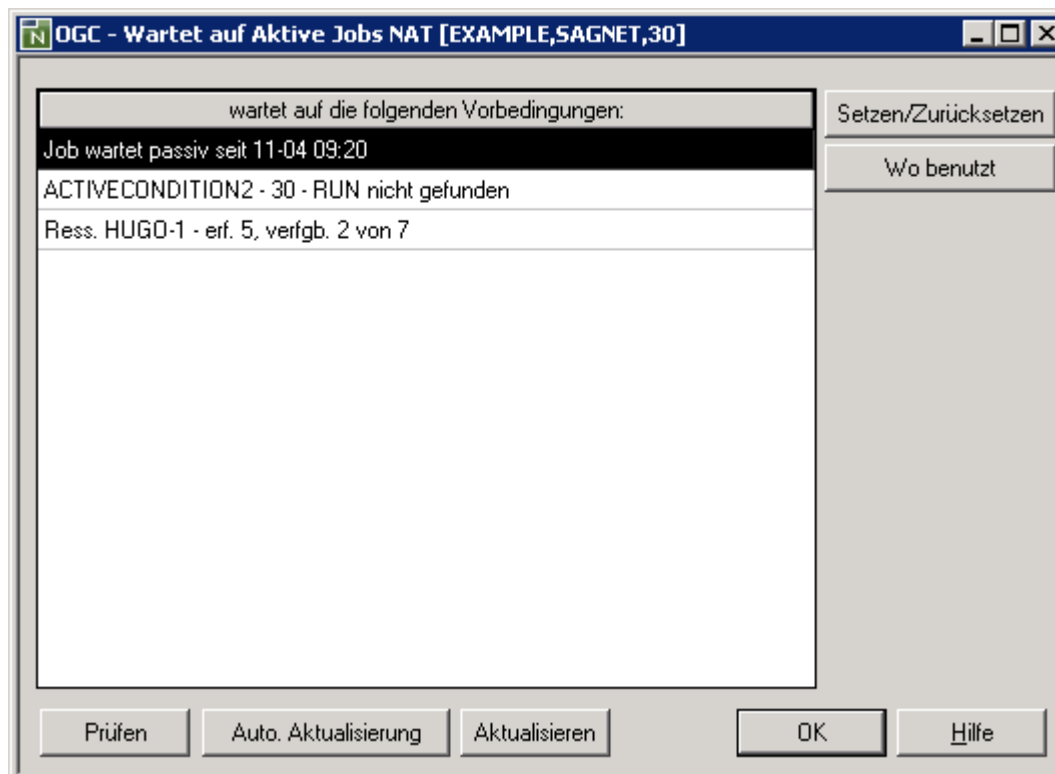 OGC - Wartet auf Aktive Jobs NAT [EXAMPLE,SAGNET,30]
wartet auf die folgenden Vorbedingungen:
Setzen/Zurücksetzen
Job wartet passiv seit 11-04 09:20
Wo benutzt
ACTIVECONDITION2 - 30 - RUN nicht gefunden
Ress. HUGO-1 - erf. 5, verfgb. 2 von 7
Prüfen Auto. Aktualisierung Aktualisieren OK Hilfe